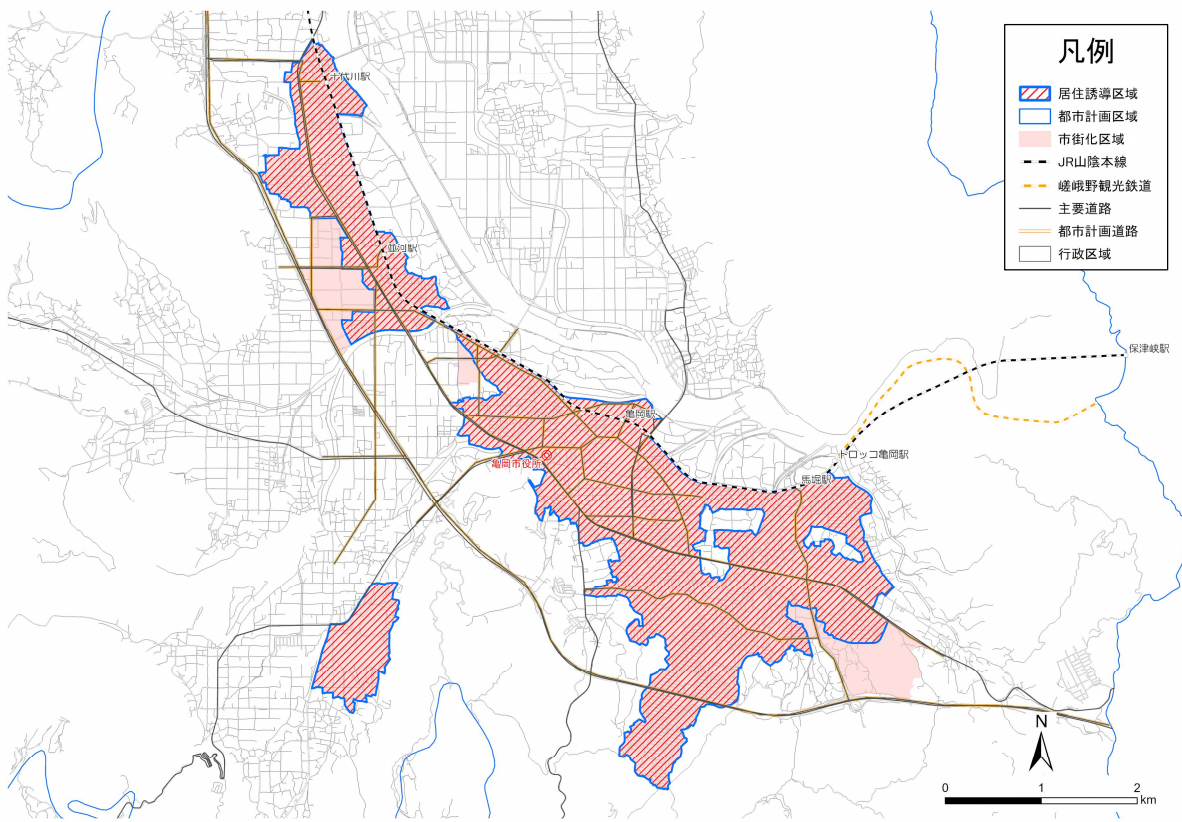 凡例
居住誘導区域
都市計画区域
市街化区域
JR山陰本線
嵯峨野観光鉄道
主要道路
都市計画道路
行政区域
千代川駅
並河駅
保津峡駅
亀岡駅
トロッコ亀岡駅
亀岡市役所
馬堀駅
N
0 1 2
km